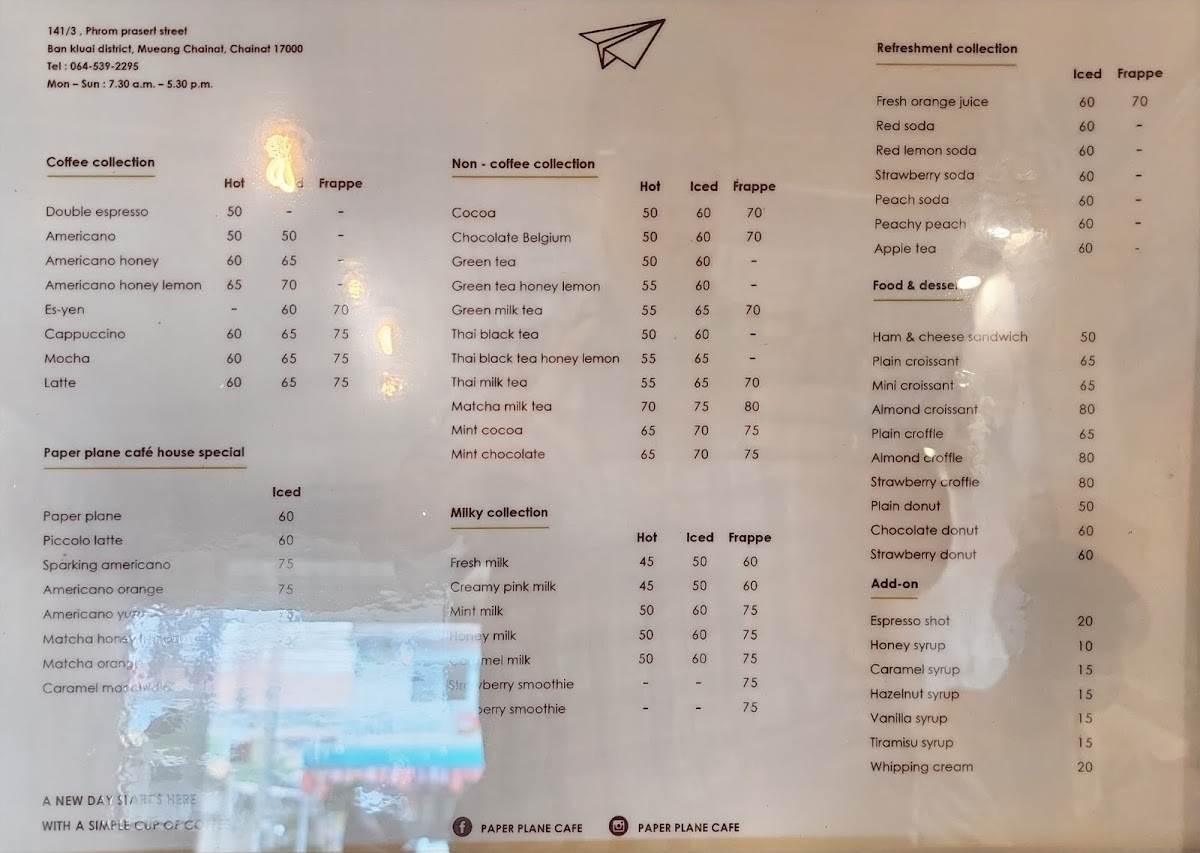 141/3 , Phrom prasert street
Ban kluai district, Mueang Chainat, Chainat 17000
Tel : 064-539-2295
Mon – Sun : 7.30 a.m. – 5.30 p.m.
Coffee collection
Hot Frappe
Double espresso 50 - -
Americano 50 50 -
Americano honey 60 65 -
Americano honey lemon 65 70 -
Es-yen - 60 70
Cappuccino 60 65 75
Mocha 60 65 75
Latte 60 65 75
Paper plane café house special
Iced
Paper plane 60
Piccolo latte 60
Sparking americano 75
Americano orange 75
Americano yuzu 75
Matcha honey lemon
Matcha orange
Caramel
A NEW DAY STARTS HERE
WITH A SIMPLE CUP OF COFFEE
Non - coffee collection
Hot Iced Frappe
Cocoa 50 60 70
Chocolate Belgium 50 60 70
Green tea 50 60 -
Green tea honey lemon 55 60 -
Green milk tea 55 65 70
Thai black tea 50 60 -
Thai black tea honey lemon 55 65 -
Thai milk tea 55 65 70
Matcha milk tea 70 75 80
Mint cocoa 65 70 75
Mint chocolate 65 70 75
Milky collection
Hot Iced Frappe
Fresh milk 45 50 60
Creamy pink milk 45 50 60
Mint milk 50 60 75
Honey milk 50 60 75
Caramel milk 50 60 75
Strawberry smoothie - - 75
smoothie - - 75
PAPER PLANE CAFE PAPER PLANE CAFE
Refreshment collection
Iced Frappe
Fresh orange juice 60 70
Red soda 60 -
Red lemon soda 60 -
Strawberry soda 60 -
Peach soda 60 -
Peachy peach 60 -
Apple tea 60 -
Food & dessert
Ham & cheese sandwich 50
Plain croissant 65
Mini croissant 65
Almond croissant 80
Plain croffle 65
Almond croffle 80
Strawberry croffle 80
Plain donut 50
Chocolate donut 60
Strawberry donut 60
Add-on
Espresso shot 20
Honey syrup 10
Caramel syrup 15
Hazelnut syrup 15
Vanilla syrup 15
Tiramisu syrup 15
Whipping cream 20